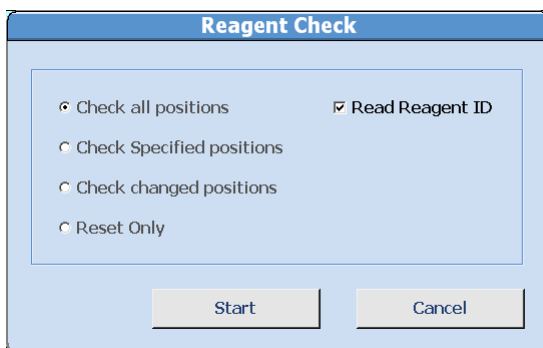 Reagent Check
Check all positions
Read Reagent ID
Check Specified positions
Check changed positions
Reset Only
Start
Cancel